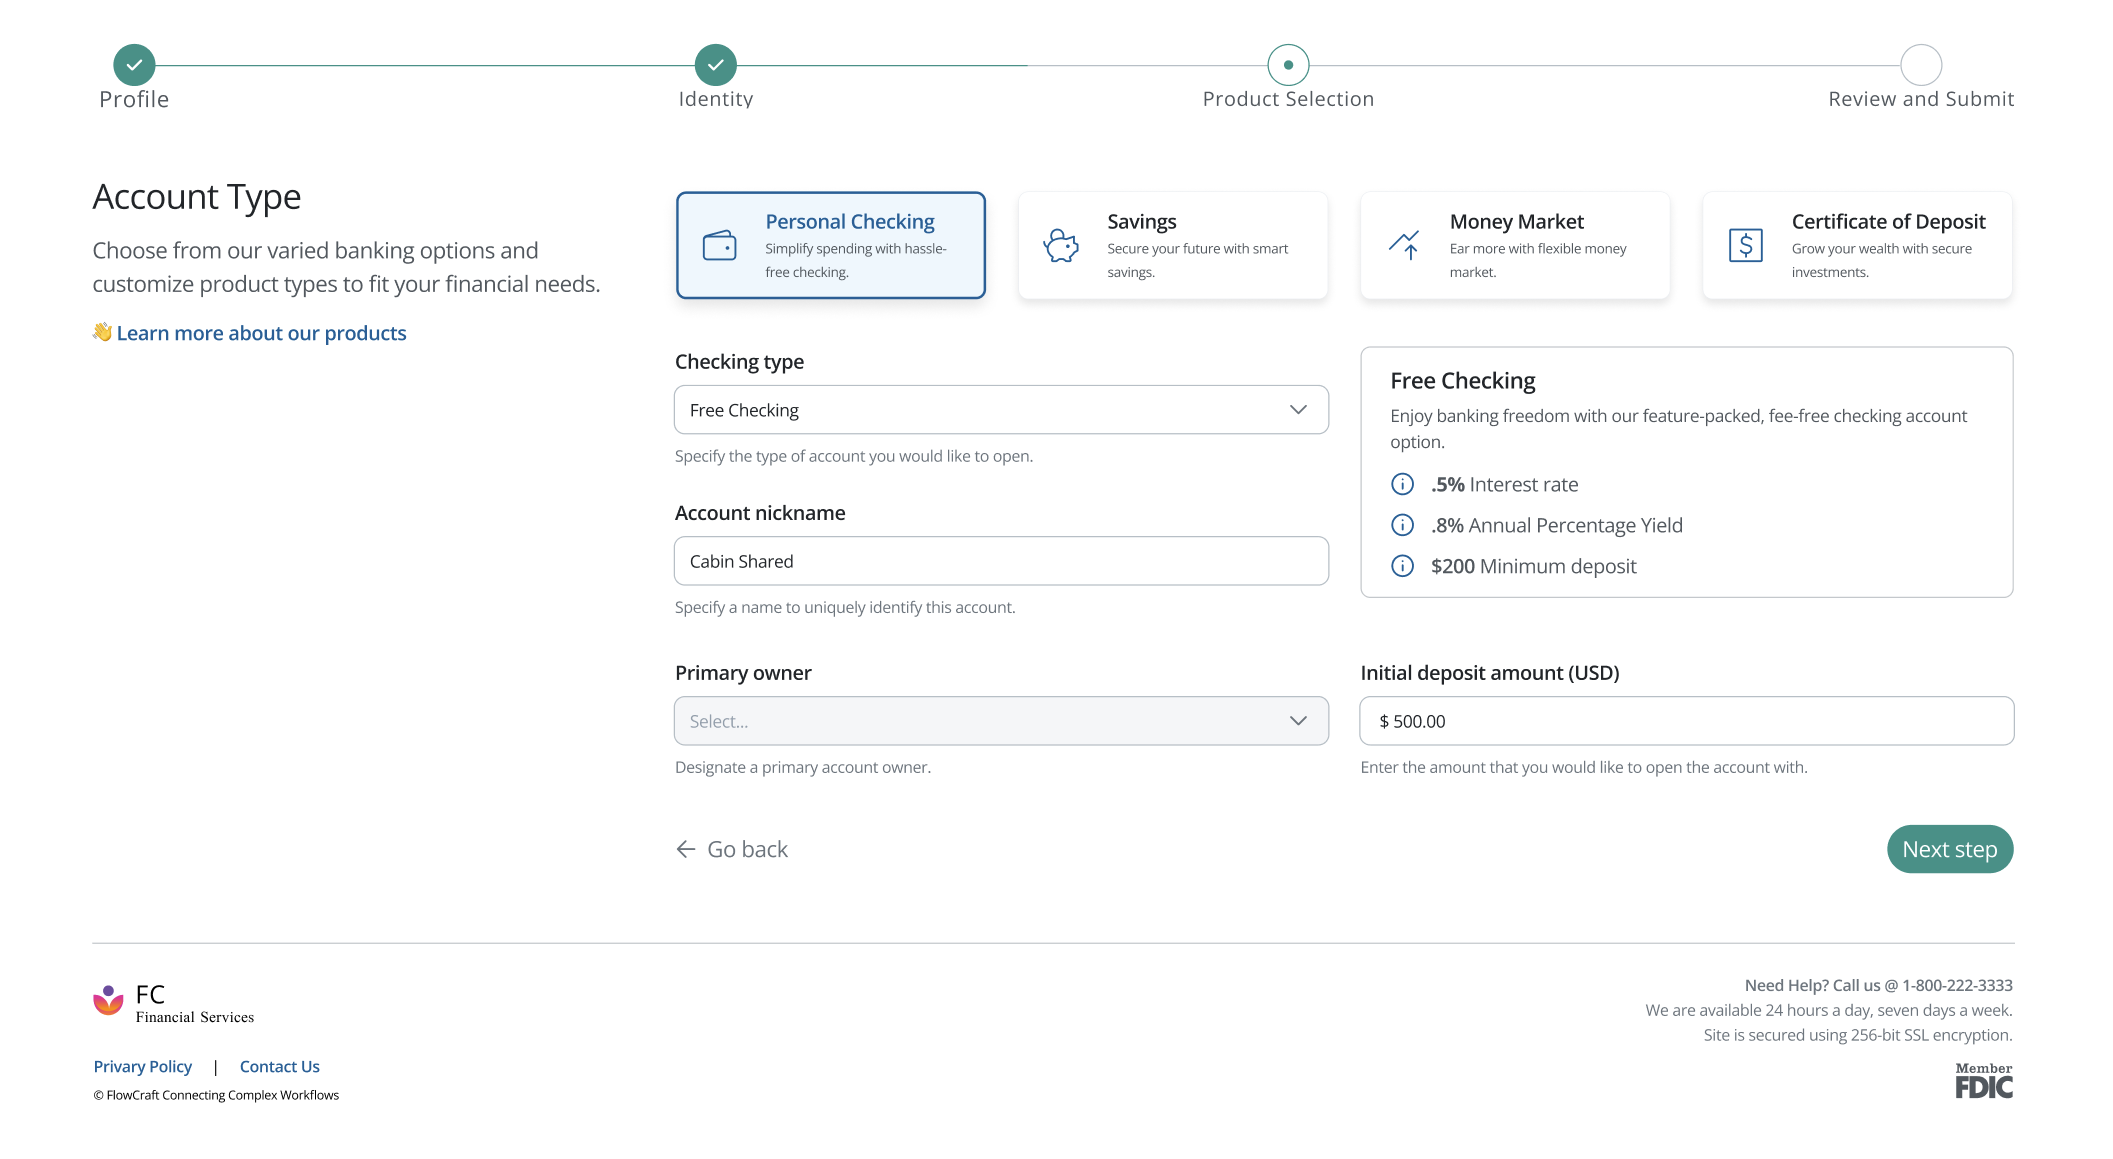 Profile
Identity
Product Selection
Review and Submit
Account Type
Choose from our varied banking options and
customize product types to fit your financial needs.
👋 Learn more about our products
Personal Checking
Simplify spending with hassle-
free checking.
Savings
Secure your future with smart
savings.
Money Market
Ear more with flexible money
market.
Certificate of Deposit
Grow your wealth with secure
investments.
Checking type
Free Checking
Specify the type of account you would like to open.
Account nickname
Cabin Shared
Specify a name to uniquely identify this account.
Free Checking
Enjoy banking freedom with our feature-packed, fee-free checking account
option.
.5% Interest rate
.8% Annual Percentage Yield
$200 Minimum deposit
Primary owner
Select...
Designate a primary account owner.
Initial deposit amount (USD)
$ 500.00
Enter the amount that you would like to open the account with.
Go back
Next step
FC
Financial Services
Privary Policy | Contact Us
© FlowCraft Connecting Complex Workflows
Need Help? Call us @ 1-800-222-3333
We are available 24 hours a day, seven days a week.
Site is secured using 256-bit SSL encryption.
Member
FDIC